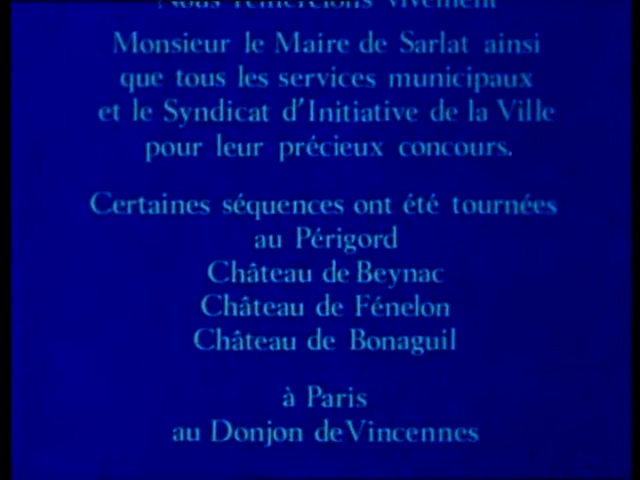 Nous remercions vivement
Monsieur le Maire de Sarlat ainsi
que tous les services municipaux
et le Syndicat d'Initiative de la Ville
pour leur précieux concours.
Certaines séquences ont été tournées
au Périgord
Château de Beynac
Château de Fénelon
Château de Bonaguil
à Paris
au Donjon de Vincennes